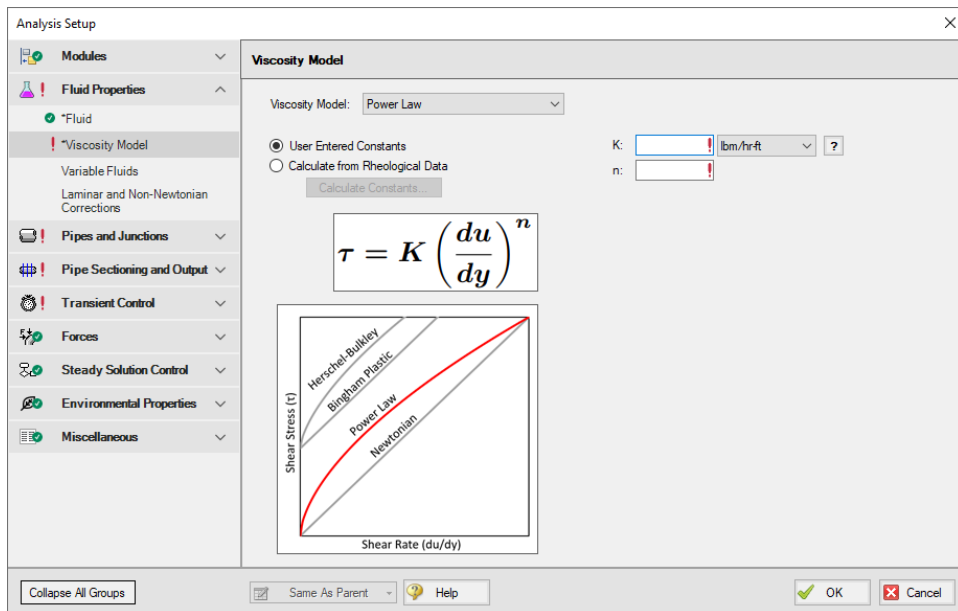 Analysis Setup
Modules
Fluid Properties
*Fluid
*Viscosity Model
Variable Fluids
Laminar and Non-Newtonian
Corrections
Pipes and Junctions
Pipe Sectioning and Output
Transient Control
Forces
Steady Solution Control
Environmental Properties
Miscellaneous
Collapse All Groups
Viscosity Model
Viscosity Model: Power Law
User Entered Constants
Calculate from Rheological Data
Calculate Constants...
K: ! lbm/hr-ft ?
n: !
τ = K (du/dy)^n
Herschel-Bulkley
Bingham Plastic
Power Law
Newtonian
Shear Stress (τ)
Shear Rate (du/dy)
Same As Parent
Help
OK
Cancel